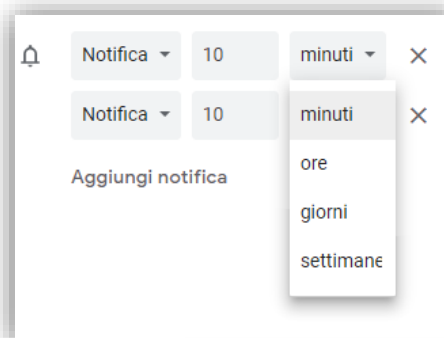 Notifica 10 minuti
Notifica 10 minuti
ore
Aggiungi notifica
giorni
settimane